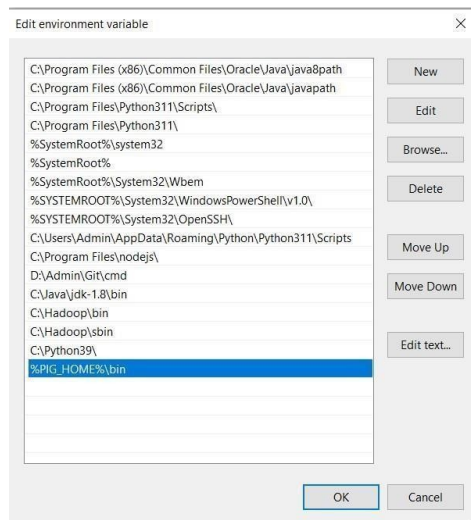 Edit environment variable
C:\Program Files (x86)\Common Files\Oracle\Java\java8path
C:\Program Files (x86)\Common Files\Oracle\Java\javapath
C:\Program Files\Python311\Scripts\
C:\Program Files\Python311\
%SystemRoot%\system32
%SystemRoot%
%SystemRoot%\System32\Wbem
%SYSTEMROOT%\System32\WindowsPowerShell\v1.0\
%SYSTEMROOT%\System32\OpenSSH\
C:\Users\Admin\AppData\Roaming\Python\Python311\Scripts
C:\Program Files\nodejs\
D:\Admin\Git\cmd
C:\Java\jdk-1.8\bin
C:\Hadoop\bin
C:\Hadoop\sbin
C:\Python39\
%PIG_HOME%\bin
New
Edit
Browse...
Delete
Move Up
Move Down
Edit text...
OK
Cancel